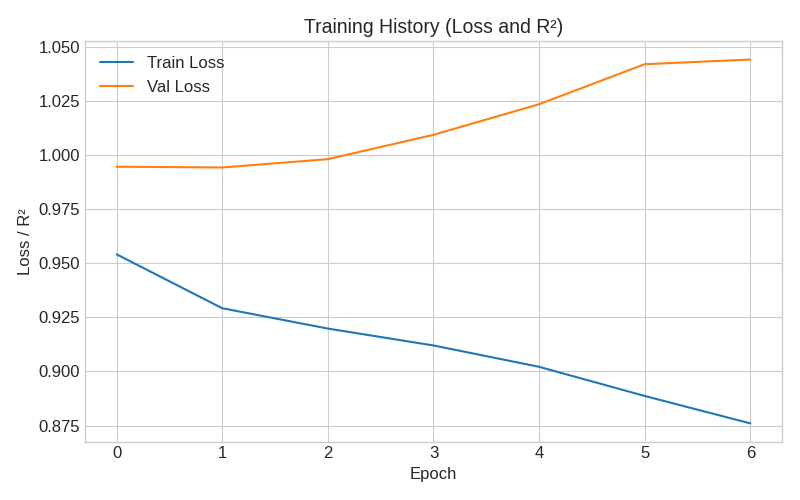 Training History (Loss and R²)
Train Loss
Val Loss
Loss / R²
1.050
1.025
1.000
0.975
0.950
0.925
0.900
0.875
0 1 2 3 4 5 6
Epoch